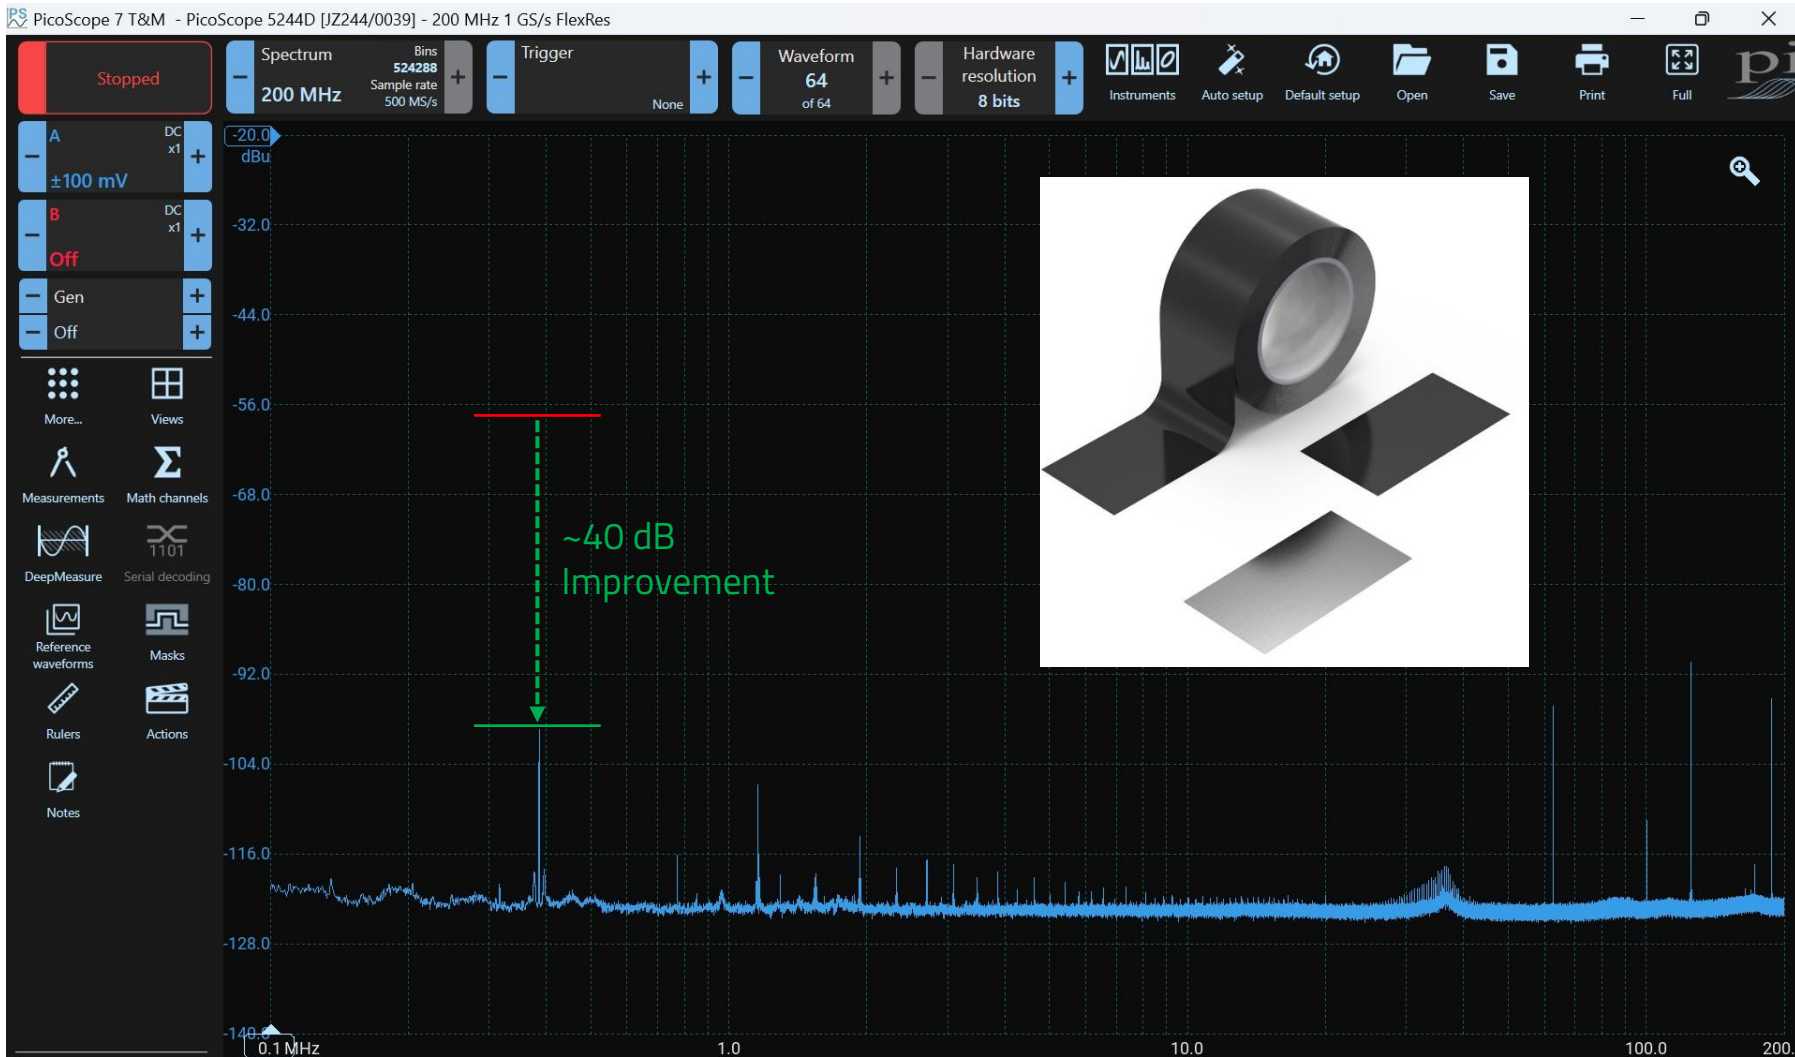 PS
PicoScope 7 T&M - PicoScope 5244D [JZ244/0039] - 200 MHz 1 GS/s FlexRes
Stopped
Spectrum
200 MHz
Bins
524288
Sample rate
500 MS/s
Trigger
None
Waveform
64
of 64
Hardware
resolution
8 bits
Instruments
Auto setup
Default setup
Open
Save
Print
Full
pi
A
DC
x1
±100 mV
B
DC
x1
Off
Gen
Off
More...
Views
Measurements
Math channels
DeepMeasure
1101
Serial decoding
Reference
waveforms
Masks
Rulers
Actions
Notes
-20.0
dBu
-32.0
-44.0
-56.0
-68.0
-80.0
-92.0
-104.0
-116.0
-128.0
-140.0
~40 dB
Improvement
0.1 MHz
1.0
10.0
100.0
200.